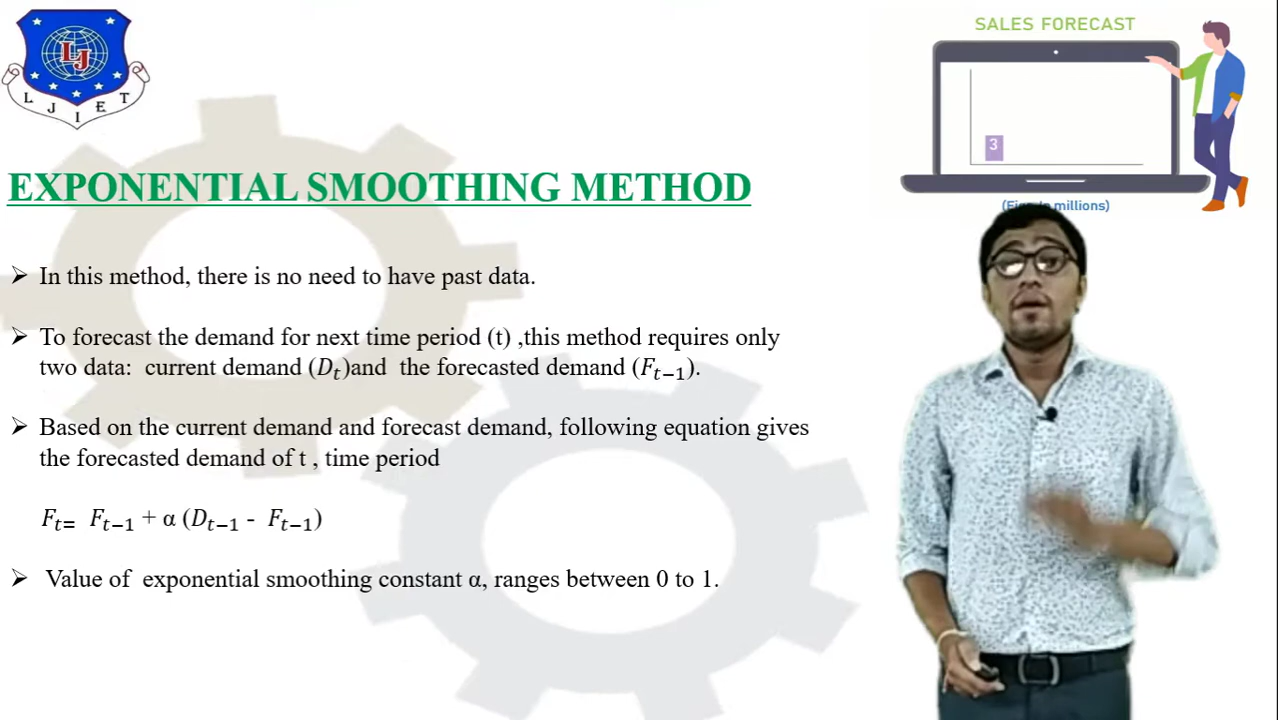 LJ
L J I E T
SALES FORECAST
3
millions)
EXPONENTIAL SMOOTHING METHOD
➢ In this method, there is no need to have past data.
➢ To forecast the demand for next time period (t) ,this method requires only
two data: current demand (Dₜ)and the forecasted demand (Fₜ₋₁).
➢ Based on the current demand and forecast demand, following equation gives
the forecasted demand of t , time period
Fₜ₌ Fₜ₋₁ + α (Dₜ₋₁ - Fₜ₋₁)
➢ Value of exponential smoothing constant α, ranges between 0 to 1.